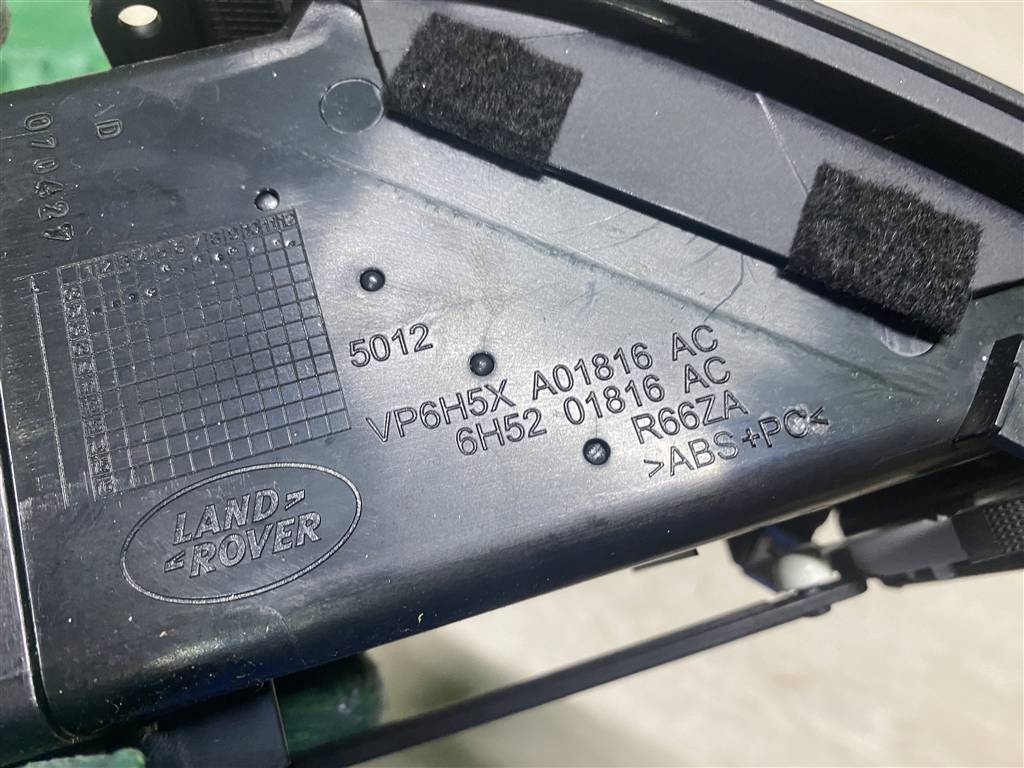 D
070427
5012
VP6H5X A01816 AC
6H52 01816 AC
R66ZA
>ABS+PC<
LAND
ROVER